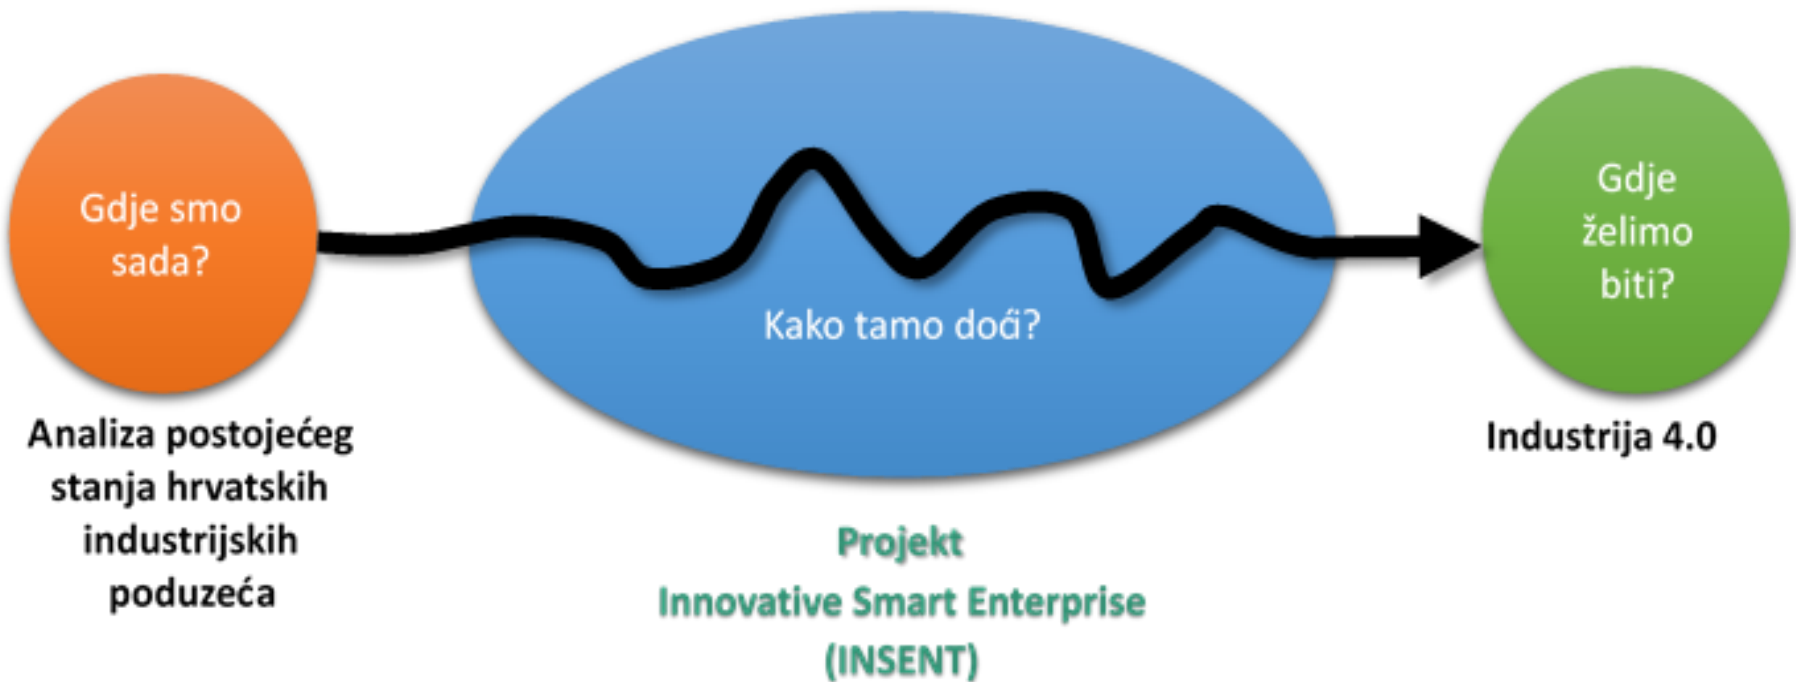 Gdje smo
sada?
Analiza postojećeg
stanja hrvatskih
industrijskih
poduzeća
Kako tamo doći?
Projekt
Innovative Smart Enterprise
(INSENT)
Gdje
želimo
biti?
Industrija 4.0